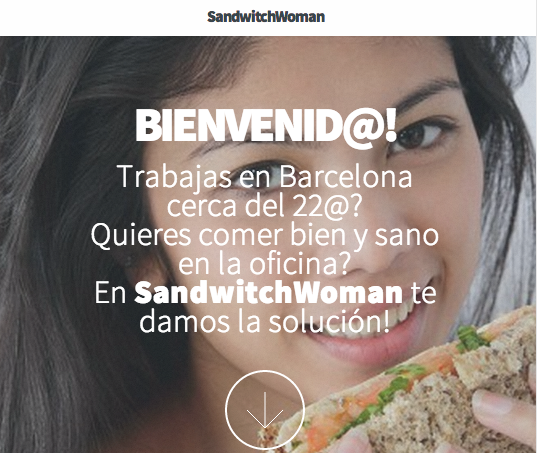 SandwitchWoman
BIENVENID@!
Trabajas en Barcelona
cerca del 22@?
Quieres comer bien y sano
en la oficina?
En SandwitchWoman te
damos la solución!